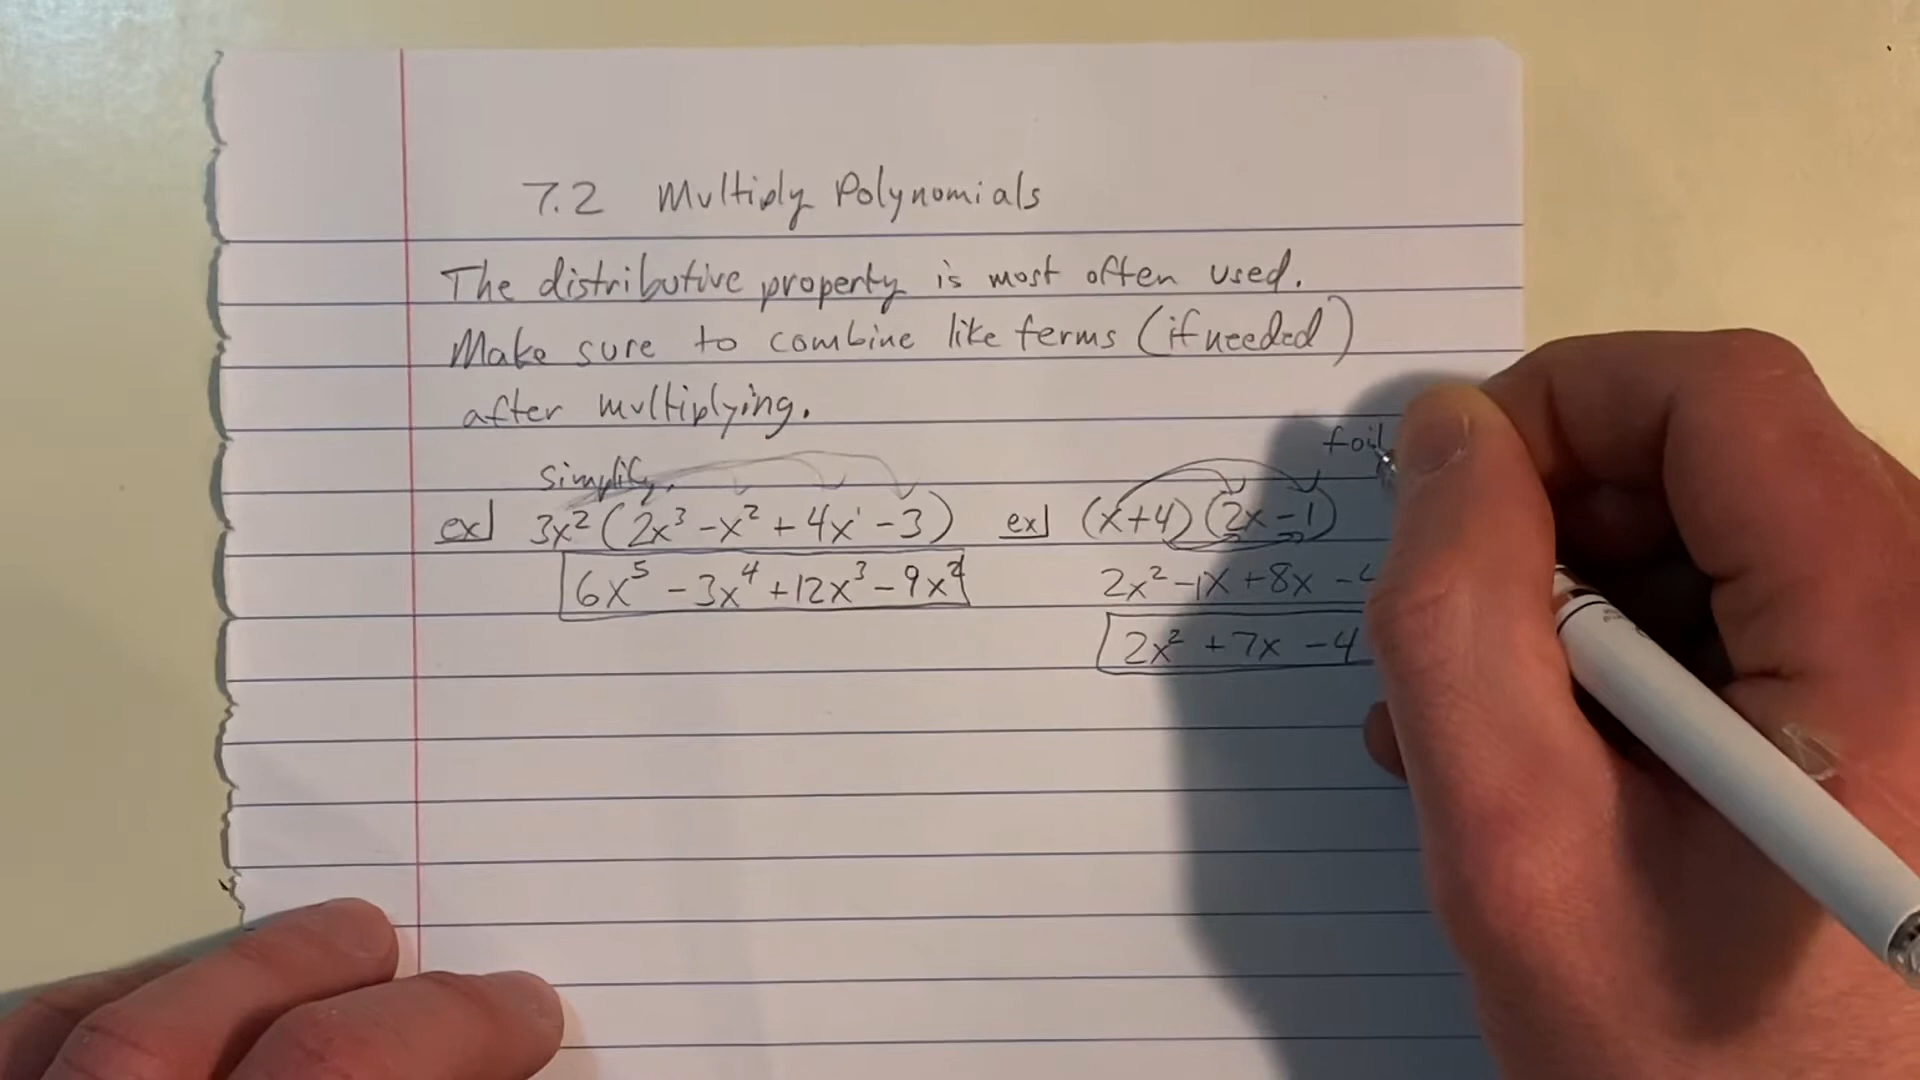 7.2 Multiply Polynomials
The distributive property is most often used.
Make sure to combine like terms (if needed)
after multiplying.
foil
simplify.
ex] 3x² (2x³ - x² + 4x¹ - 3) ex] (x+4)(2x-1)
6x⁵ - 3x⁴ + 12x³ - 9x² 2x² - 1x + 8x -
2x² + 7x - 4